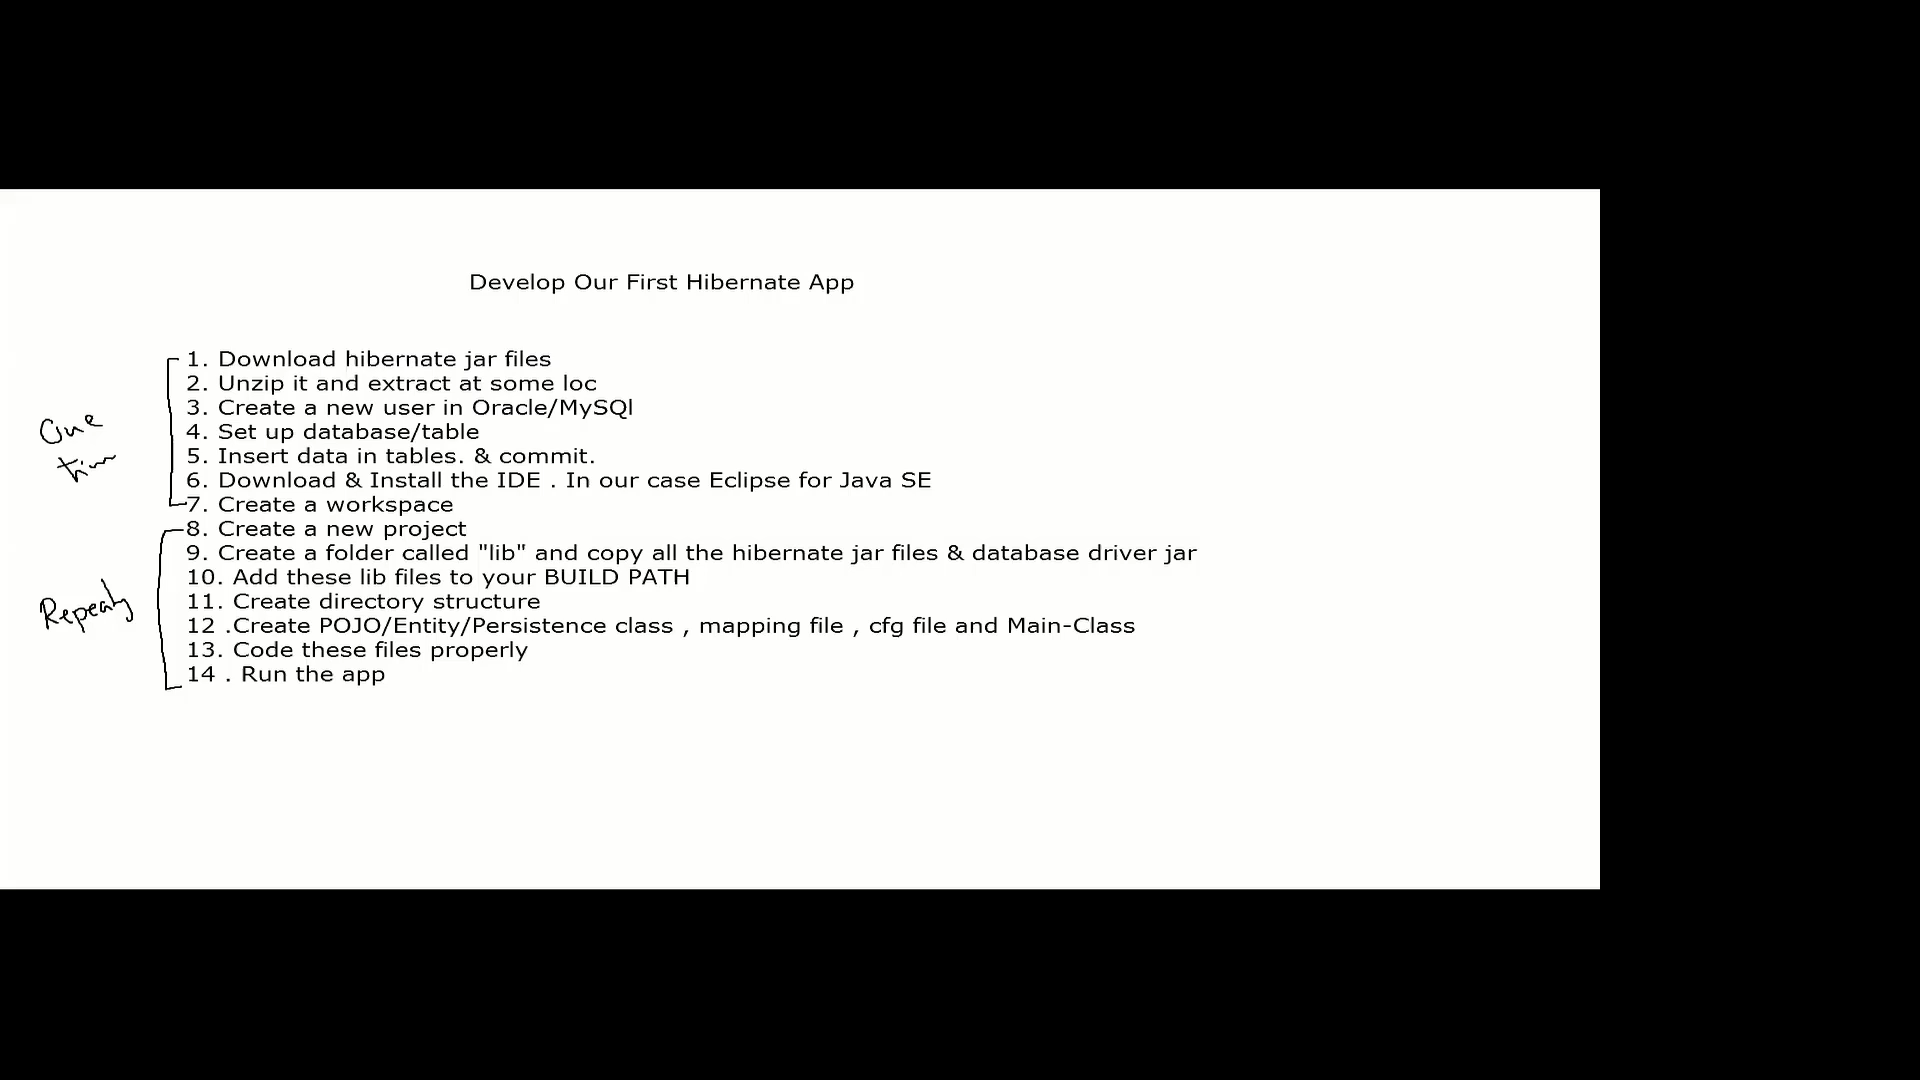 Develop Our First Hibernate App
1. Download hibernate jar files
2. Unzip it and extract at some loc
3. Create a new user in Oracle/MySQl
4. Set up database/table
5. Insert data in tables. & commit.
6. Download & Install the IDE . In our case Eclipse for Java SE
7. Create a workspace
One
tim
8. Create a new project
9. Create a folder called "lib" and copy all the hibernate jar files & database driver jar
10. Add these lib files to your BUILD PATH
11. Create directory structure
12 .Create POJO/Entity/Persistence class , mapping file , cfg file and Main-Class
13. Code these files properly
14 . Run the app